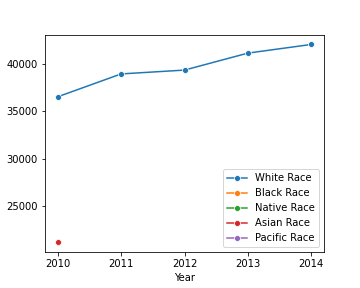 40000
35000
30000
25000
2010 2011 2012 2013 2014
Year
White Race
Black Race
Native Race
Asian Race
Pacific Race